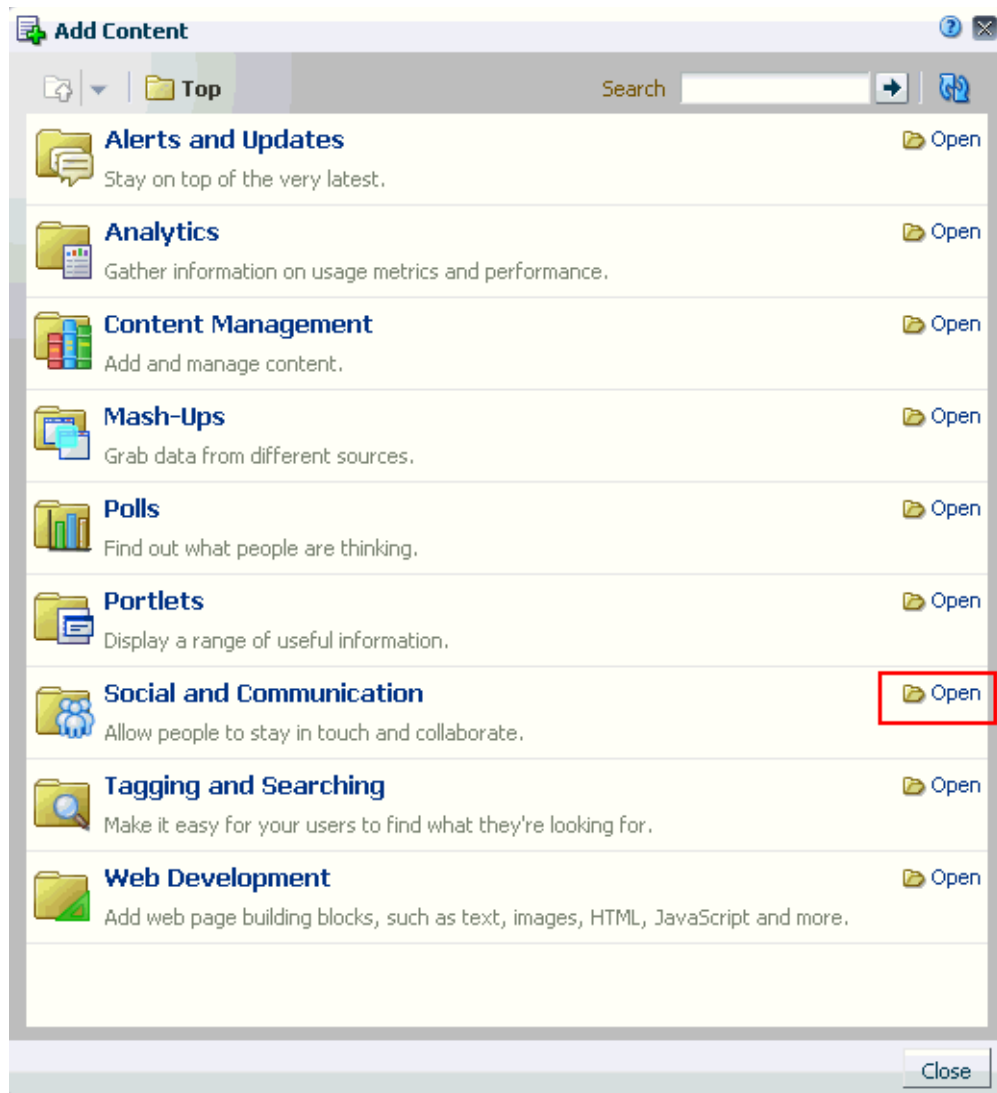 Add Content
Top
Search
Alerts and Updates
Open
Stay on top of the very latest.
Analytics
Open
Gather information on usage metrics and performance.
Content Management
Open
Add and manage content.
Mash-Ups
Open
Grab data from different sources.
Polls
Open
Find out what people are thinking.
Portlets
Open
Display a range of useful information.
Social and Communication
Open
Allow people to stay in touch and collaborate.
Tagging and Searching
Open
Make it easy for your users to find what they're looking for.
Web Development
Open
Add web page building blocks, such as text, images, HTML, JavaScript and more.
Close